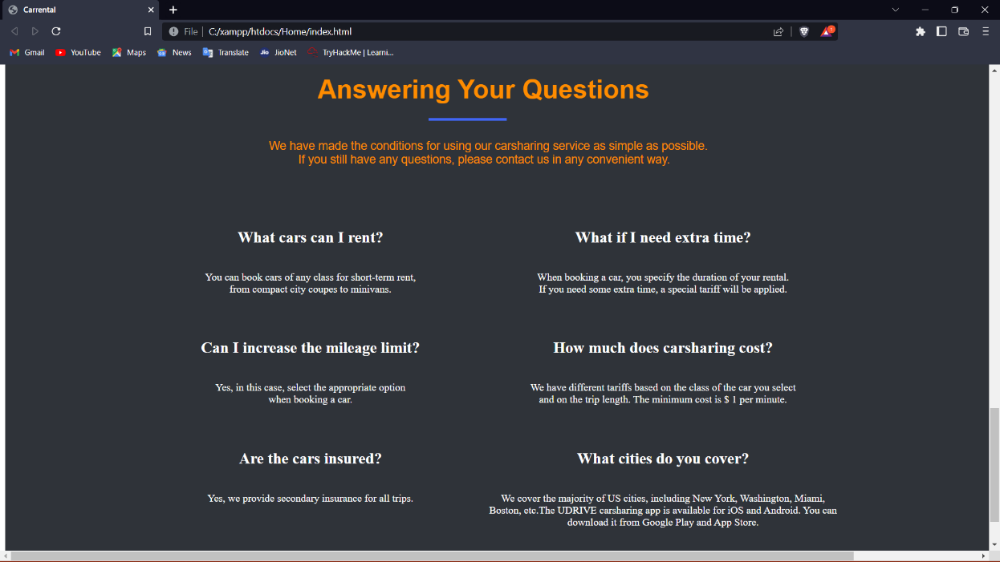 Carrental
File
C:/xampp/htdocs/Home/index.html
Gmail
YouTube
Maps
News
Translate
Jio
JioNet
TryHackMe | Learni...
Answering Your Questions
We have made the conditions for using our carsharing service as simple as possible.
If you still have any questions, please contact us in any convenient way.
What cars can I rent?
You can book cars of any class for short-term rent,
from compact city coupes to minivans.
What if I need extra time?
When booking a car, you specify the duration of your rental.
If you need some extra time, a special tariff will be applied.
Can I increase the mileage limit?
Yes, in this case, select the appropriate option
when booking a car.
How much does carsharing cost?
We have different tariffs based on the class of the car you select
and on the trip length. The minimum cost is $ 1 per minute.
Are the cars insured?
Yes, we provide secondary insurance for all trips.
What cities do you cover?
We cover the majority of US cities, including New York, Washington, Miami,
Boston, etc.The UDRIVE carsharing app is available for iOS and Android. You can
download it from Google Play and App Store.